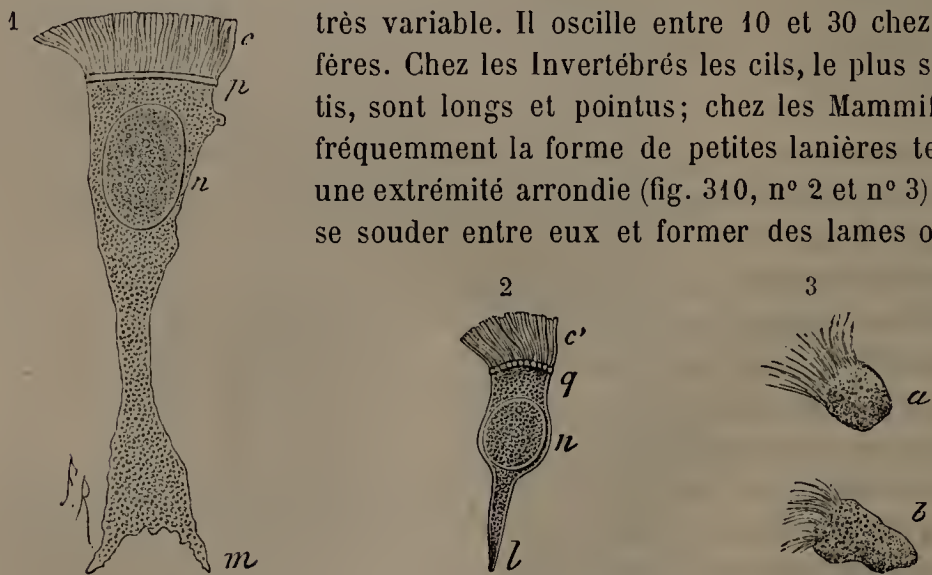 1
très variable. Il oscille entre 10 et 30 chez
fères. Chez les Invertébrés les cils, le plus s
tis, sont longs et pointus; chez les Mammif
fréquemment la forme de petites lanières te
une extrémité arrondie (fig. 310, nº 2 et nº 3)
se souder entre eux et former des lames o
c
p
n
m
F.R
2
c'
q
n
l
3
a
b